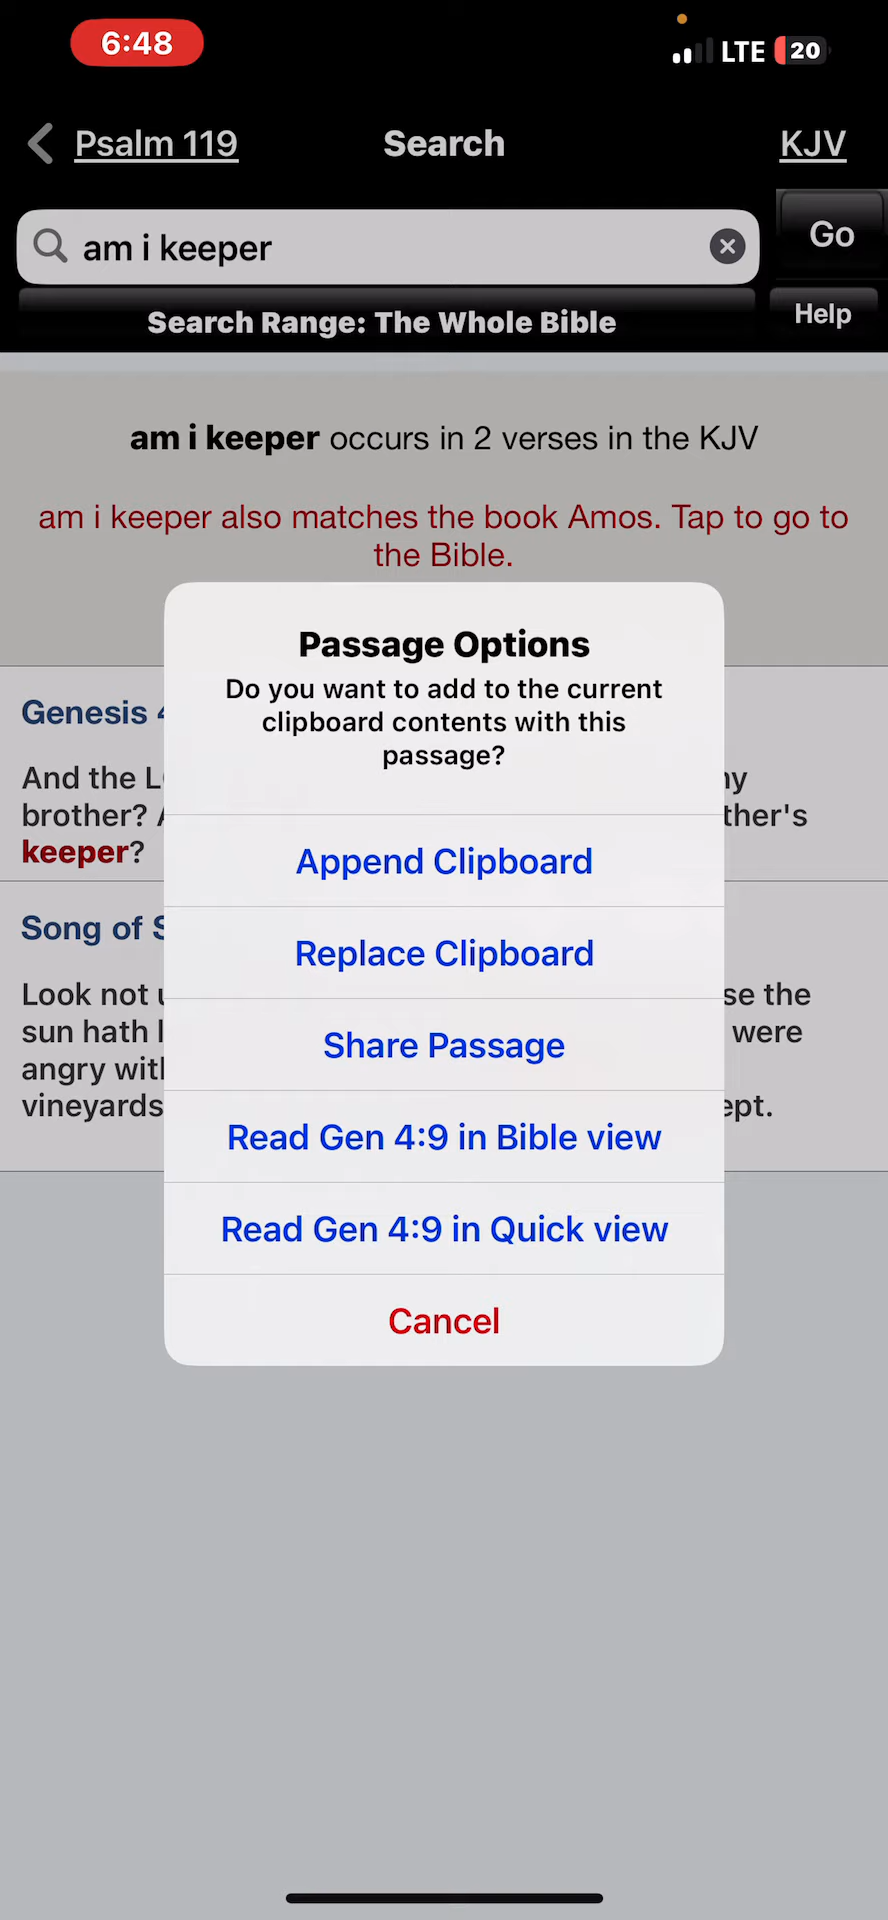 6:48
LTE 20
Psalm 119 Search KJV
am i keeper Go
Search Range: The Whole Bible Help
am i keeper occurs in 2 verses in the KJV
am i keeper also matches the book Amos. Tap to go to
the Bible.
Passage Options
Do you want to add to the current
clipboard contents with this
passage?
Genesis
And the
brother? ther's
keeper?
Append Clipboard
Song of
Replace Clipboard
Look not se the
sun hath were
Share Passage
angry
vineyards ept.
Read Gen 4:9 in Bible view
Read Gen 4:9 in Quick view
Cancel